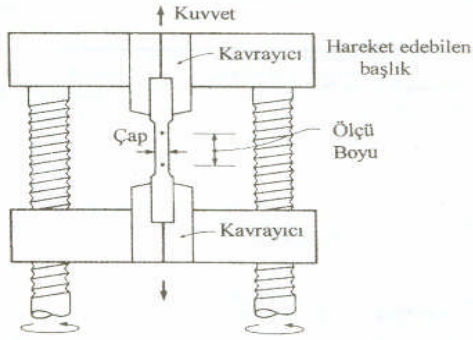 Kuvvet
Kavrayıcı
Hareket edebilen
başlık
Çap
Ölçü
Boyu
Kavrayıcı